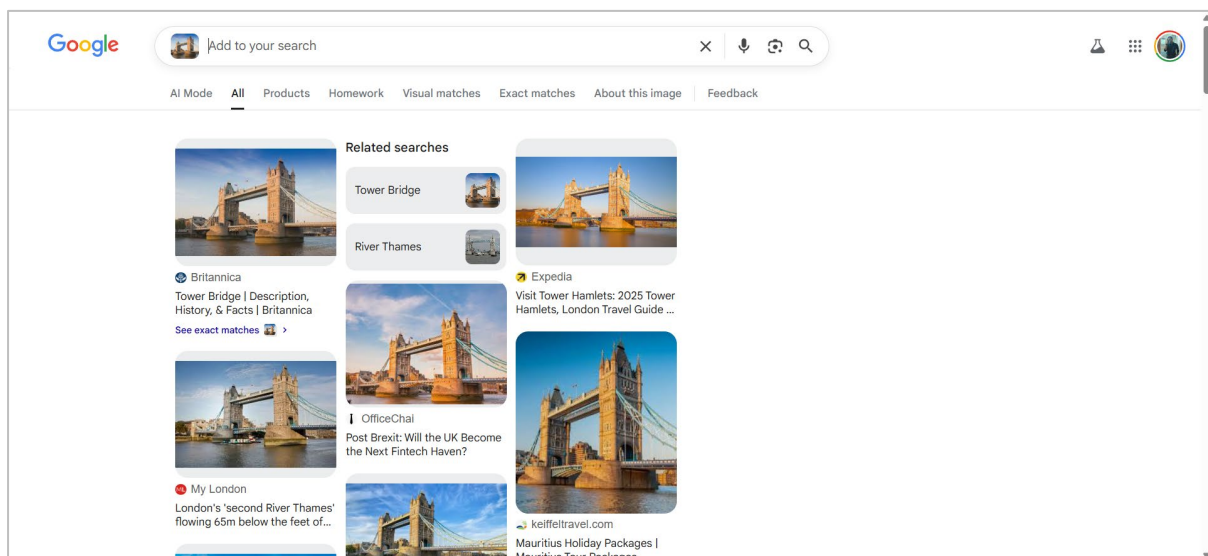 Google
Add to your search
AI Mode All Products Homework Visual matches Exact matches About this image Feedback
Britannica
Tower Bridge | Description,
History, & Facts | Britannica
See exact matches
My London
London's 'second River Thames'
flowing 65m below the feet of...
Related searches
Tower Bridge
River Thames
OfficeChai
Post Brexit: Will the UK Become
the Next Fintech Haven?
Expedia
Visit Tower Hamlets: 2025 Tower
Hamlets, London Travel Guide ...
keiffeltravel.com
Mauritius Holiday Packages |
Mauritius Tour Packages